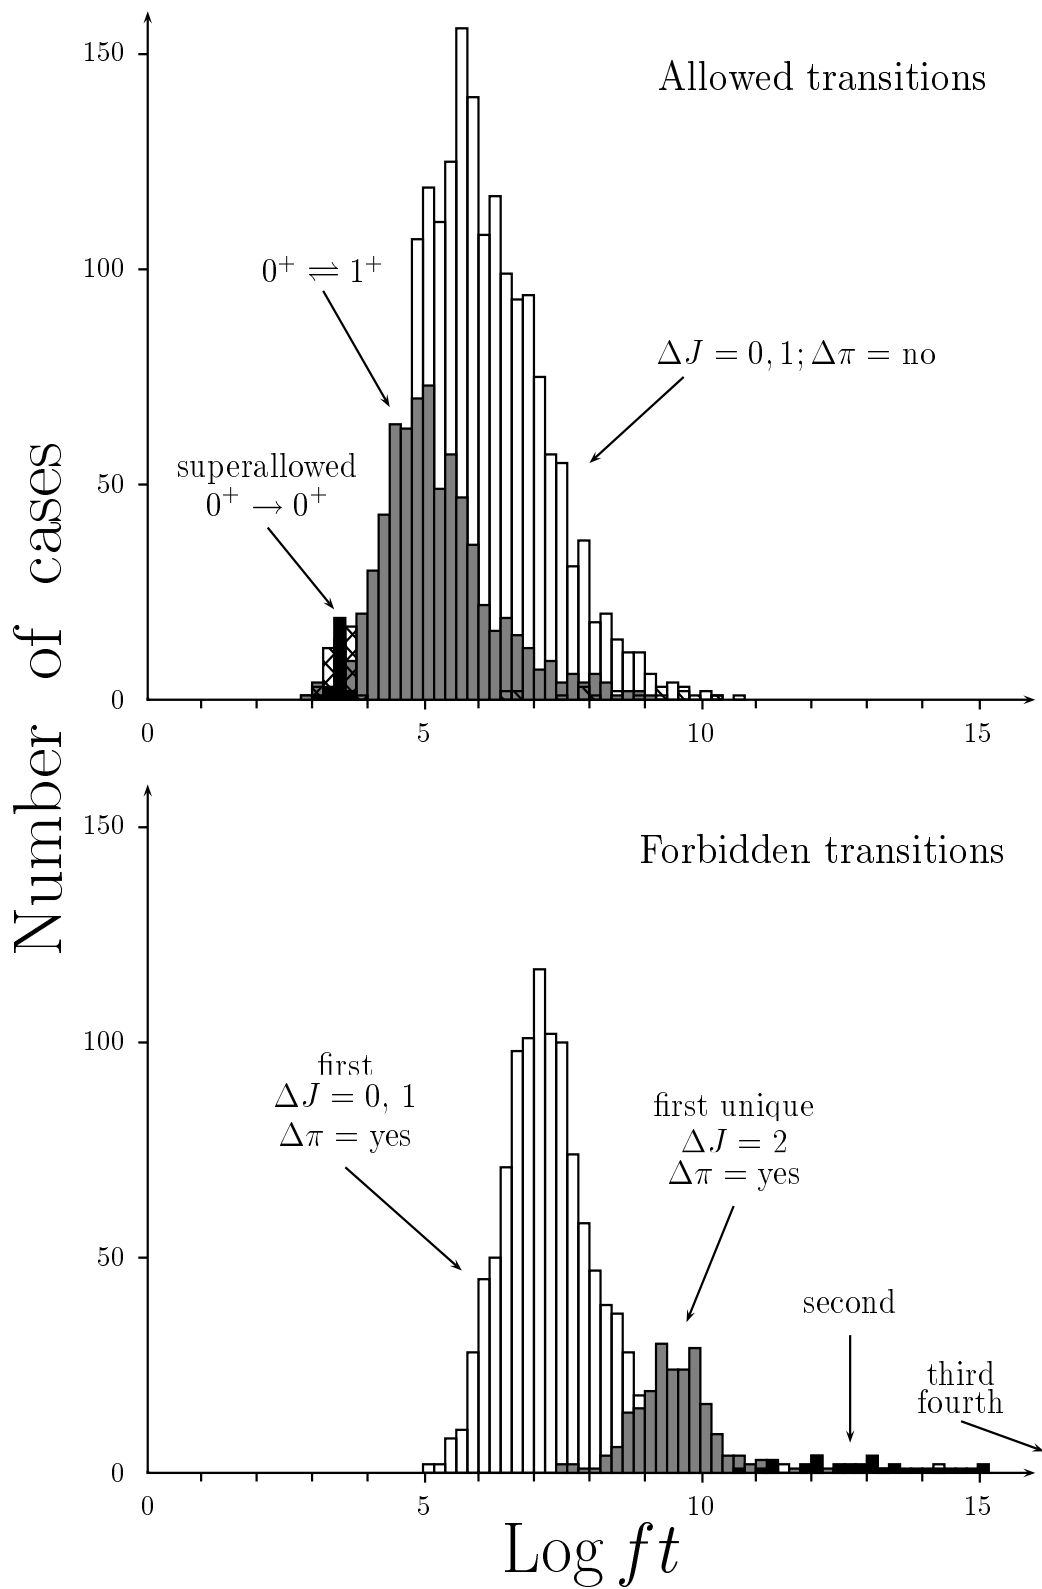 Number of cases
150
100
50
0
Allowed transitions
0⁺ ⇌ 1⁺
ΔJ = 0, 1; Δπ = no
superallowed
0⁺ → 0⁺
0 5 10 15
150
100
50
0
Forbidden transitions
first
ΔJ = 0, 1
Δπ = yes
first unique
ΔJ = 2
Δπ = yes
second
third
fourth
0 5 10 15
Log ft